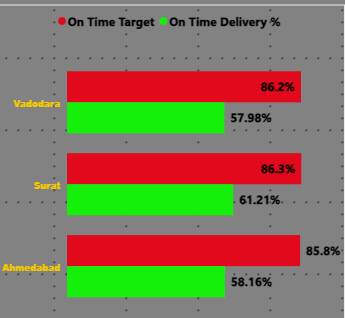 On Time Target On Time Delivery %
86.2%
Vadodara
57.98%
86.3%
Surat
61.21%
85.8%
Ahmedabad
58.16%